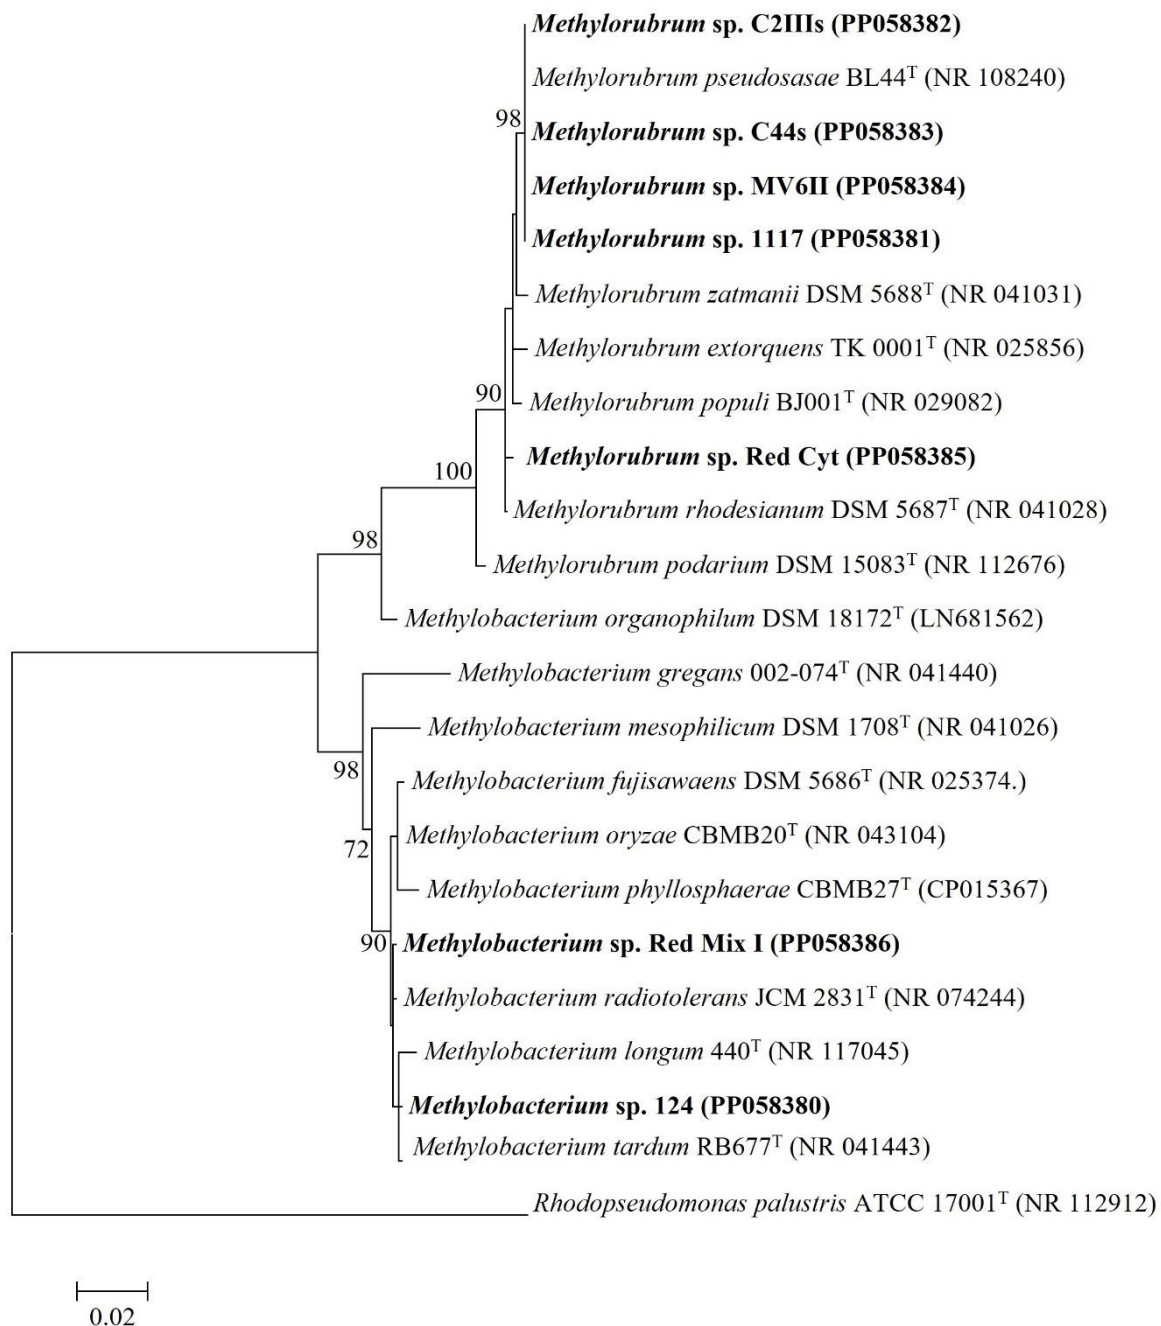 Methylorubrum sp. C2IIIs (PP058382)
Methylorubrum pseudosasae BL44ᵀ (NR 108240)
98
Methylorubrum sp. C44s (PP058383)
Methylorubrum sp. MV6II (PP058384)
Methylorubrum sp. 1117 (PP058381)
Methylorubrum zatmanii DSM 5688ᵀ (NR 041031)
Methylorubrum extorquens TK 0001ᵀ (NR 025856)
90
Methylorubrum populi BJ001ᵀ (NR 029082)
Methylorubrum sp. Red Cyt (PP058385)
100
Methylorubrum rhodesianum DSM 5687ᵀ (NR 041028)
98
Methylorubrum podarium DSM 15083ᵀ (NR 112676)
Methylobacterium organophilum DSM 18172ᵀ (LN681562)
Methylobacterium gregans 002-074ᵀ (NR 041440)
Methylobacterium mesophilicum DSM 1708ᵀ (NR 041026)
98
Methylobacterium fujisawaens DSM 5686ᵀ (NR 025374.)
Methylobacterium oryzae CBMB20ᵀ (NR 043104)
72
Methylobacterium phyllosphaerae CBMB27ᵀ (CP015367)
90
Methylobacterium sp. Red Mix I (PP058386)
Methylobacterium radiotolerans JCM 2831ᵀ (NR 074244)
Methylobacterium longum 440ᵀ (NR 117045)
Methylobacterium sp. 124 (PP058380)
Methylobacterium tardum RB677ᵀ (NR 041443)
Rhodopseudomonas palustris ATCC 17001ᵀ (NR 112912)
0.02